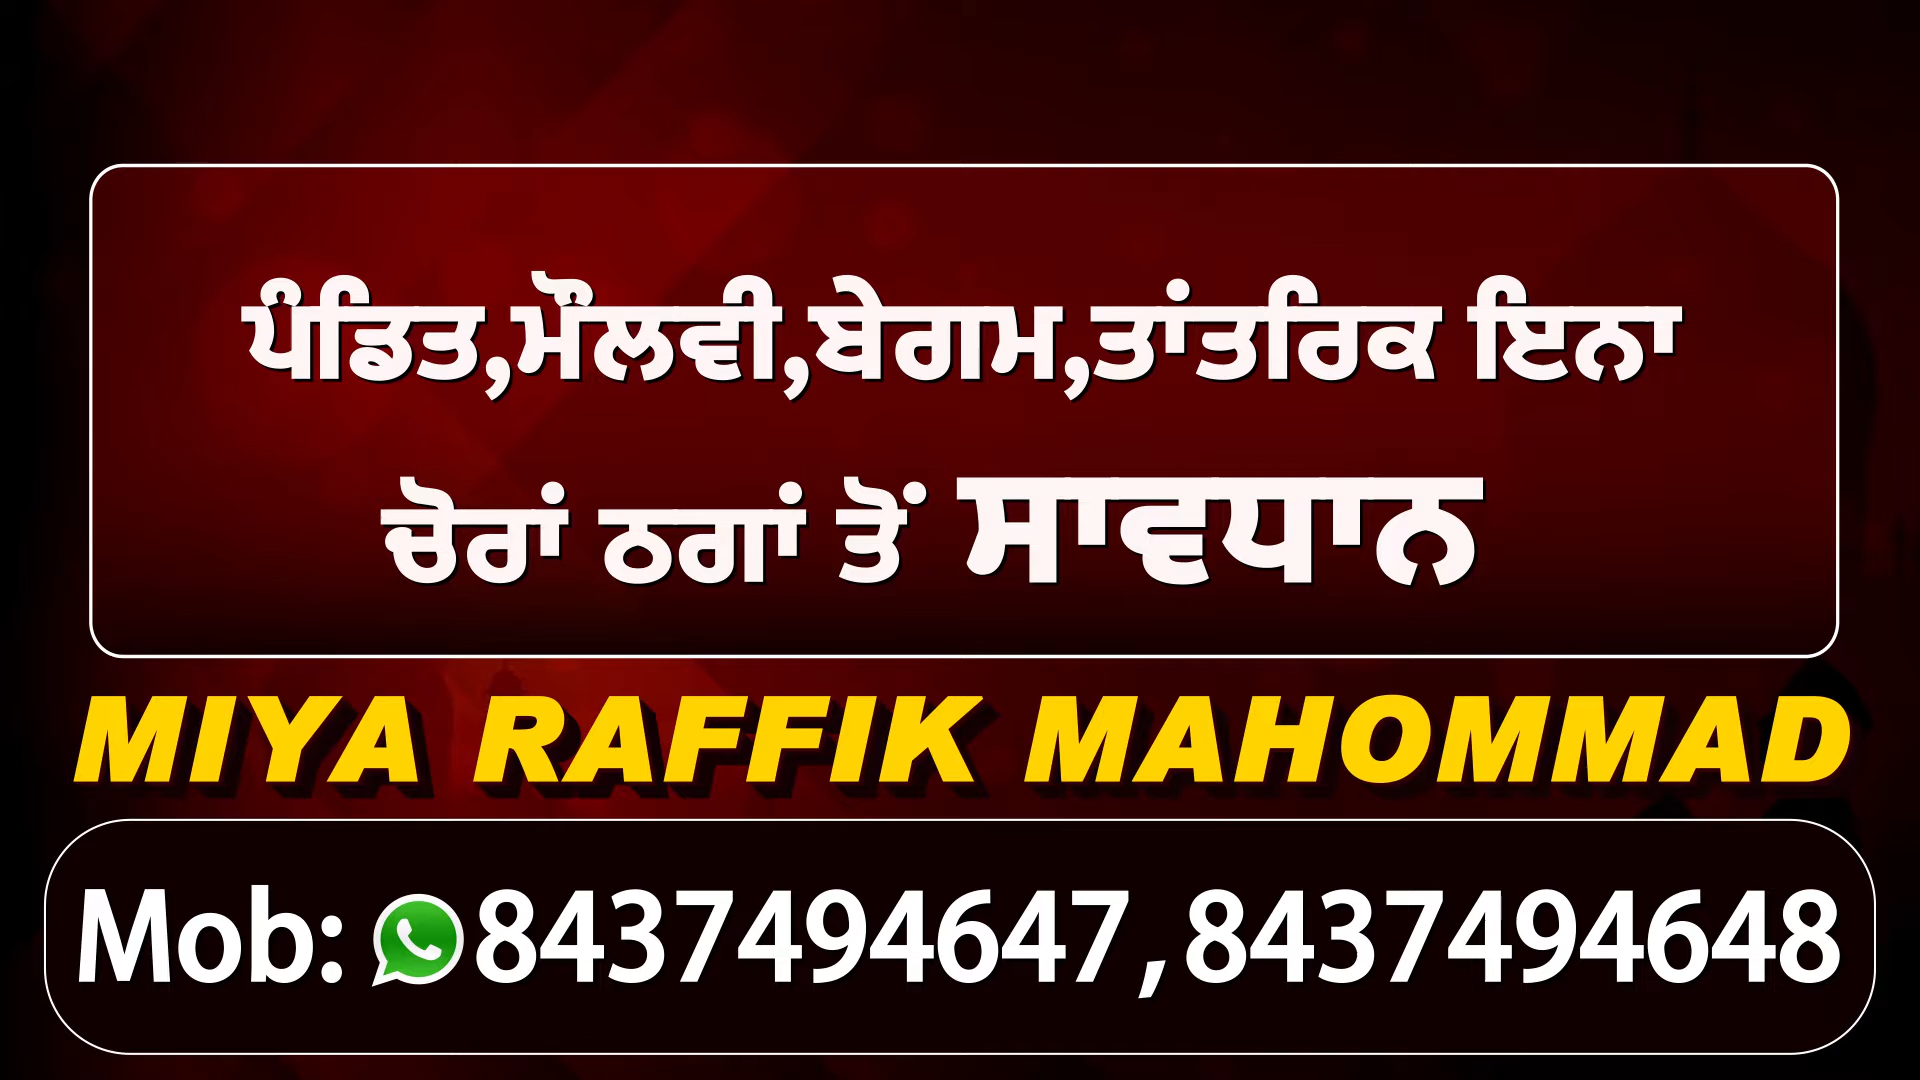 ਪੰਡਿਤ,ਮੌਲਵੀ,ਬੇਗਮ,ਤਾਂਤਰਿਕ ਇਨਾ
ਚੋਰਾਂ ਠਗਾਂ ਤੋਂ ਸਾਵਧਾਨ
MIYA RAFFIK MAHOMMAD
Mob: 8437494647, 8437494648